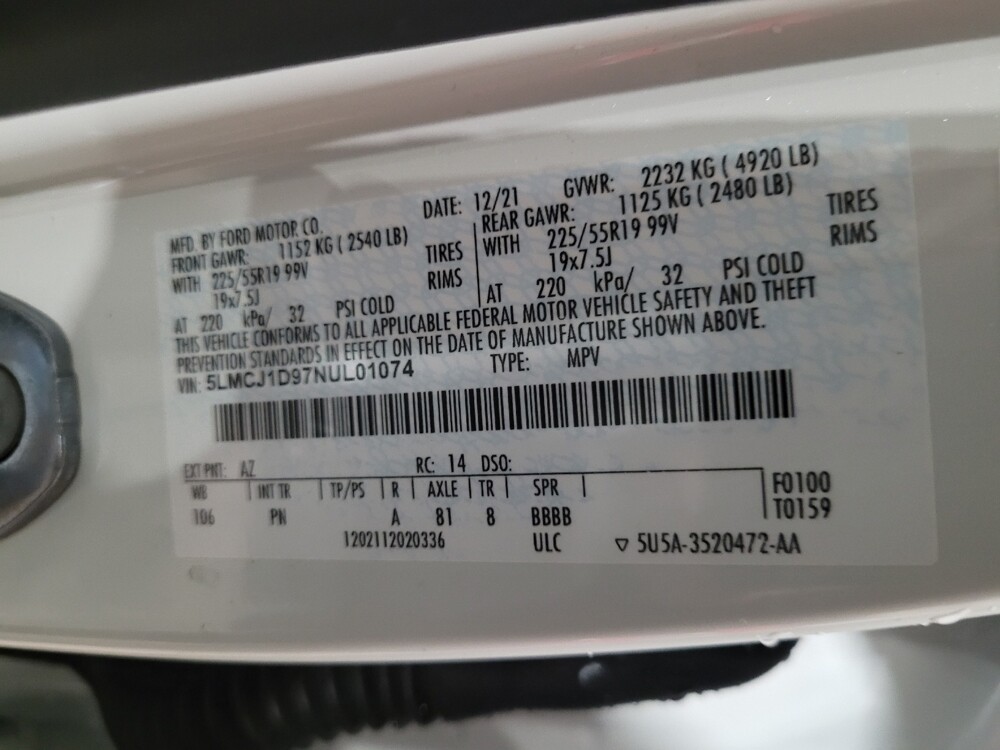 MFD. BY FORD MOTOR CO. DATE: 12/21 GVWR: 2232 KG ( 4920 LB)
FRONT GAWR: 1152 KG ( 2540 LB) REAR GAWR: 1125 KG ( 2480 LB)
WITH 225/55R19 99V TIRES WITH 225/55R19 99V TIRES
19x7.5J RIMS 19x7.5J RIMS
AT 220 kPa/ 32 PSI COLD AT 220 kPa/ 32 PSI COLD
THIS VEHICLE CONFORMS TO ALL APPLICABLE FEDERAL MOTOR VEHICLE SAFETY AND THEFT
PREVENTION STANDARDS IN EFFECT ON THE DATE OF MANUFACTURE SHOWN ABOVE.
VIN: 5LMCJ1D97NUL01074 TYPE: MPV
EXT PNT: AZ RC: 14 DSO:
WB INT TR TP/PS R AXLE TR SPR F0100
106 PN A 81 8 BBBB T0159
1202112020336 ULC ▽ 5U5A-3520472-AA